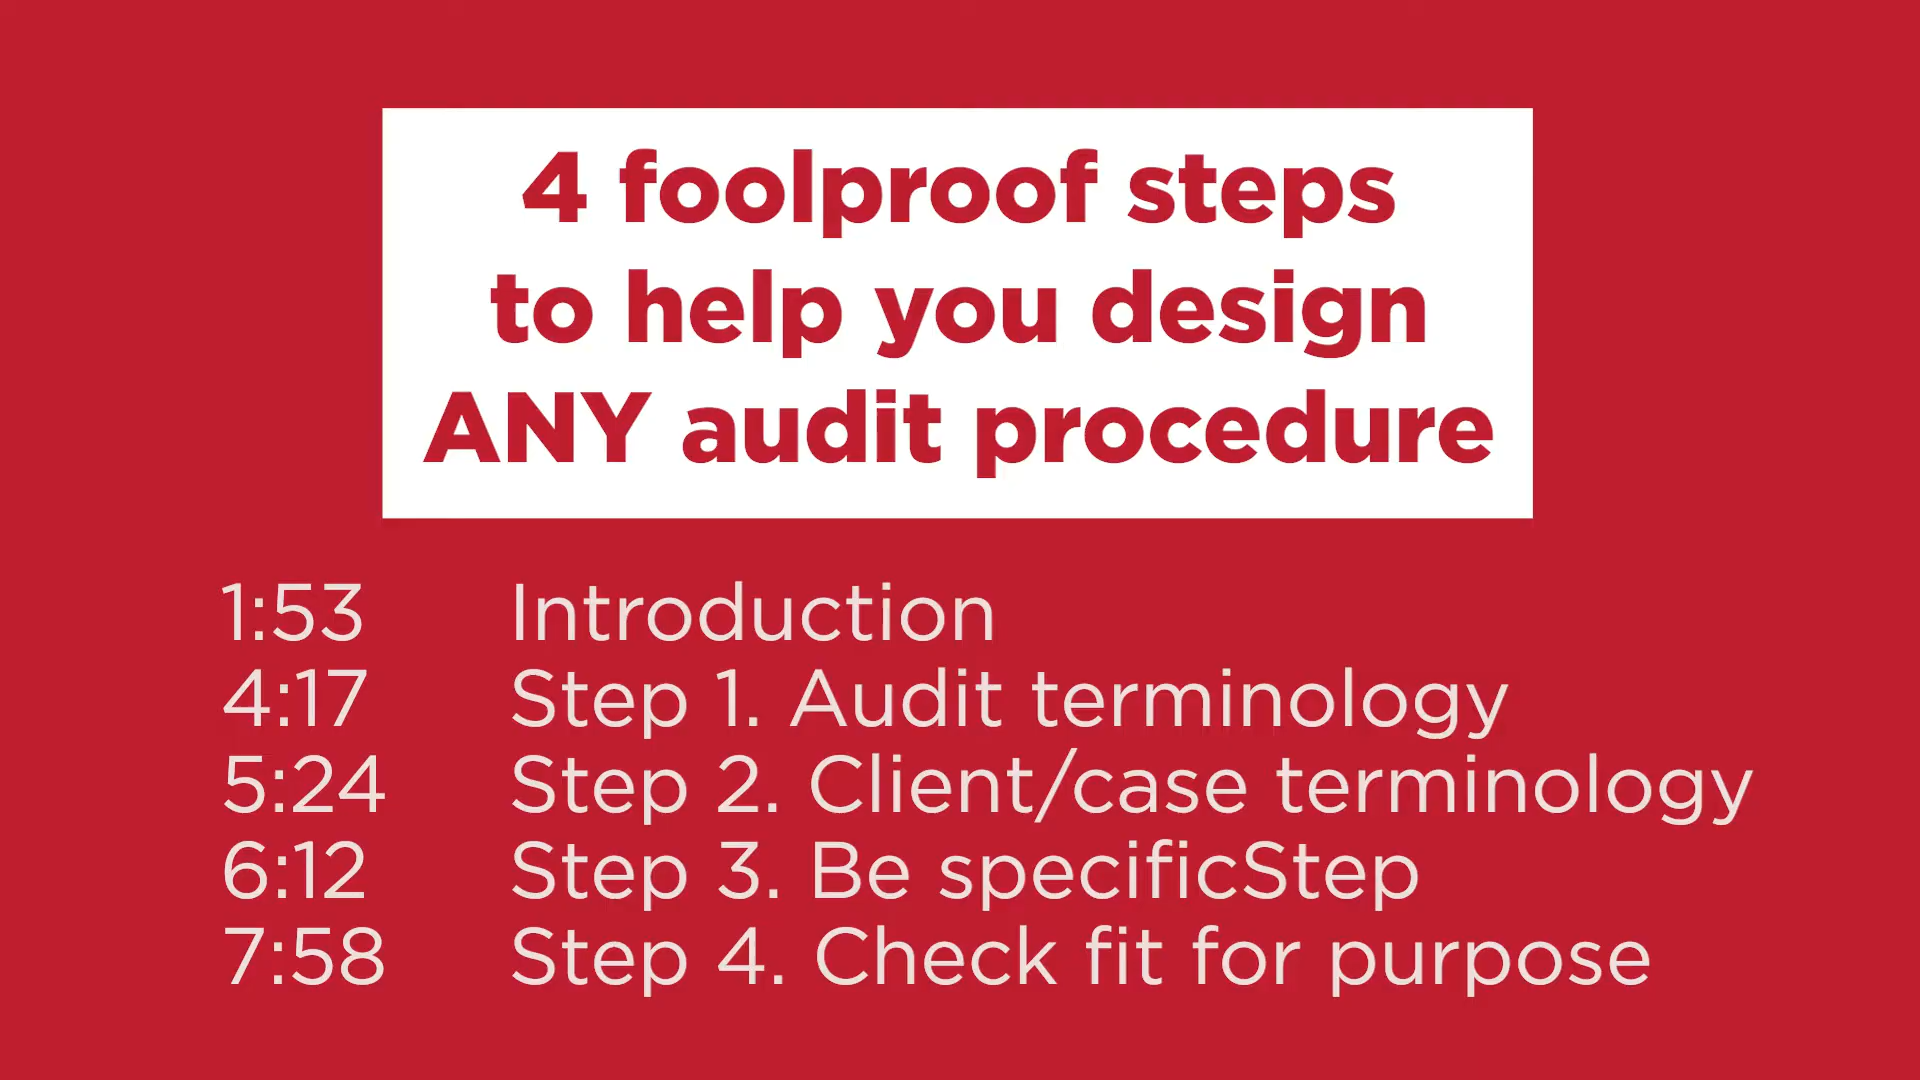 4 foolproof steps
to help you design
ANY audit procedure
1:53 Introduction
4:17 Step 1. Audit terminology
5:24 Step 2. Client/case terminology
6:12 Step 3. Be specificStep
7:58 Step 4. Check fit for purpose